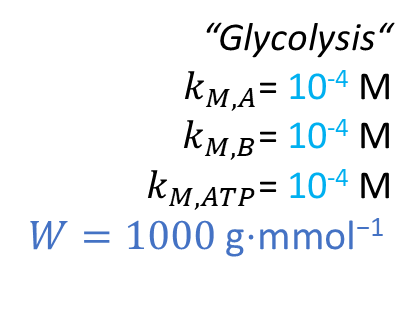 “Glycolysis“
k_{M,A}= 10^{-4} M
k_{M,B}= 10^{-4} M
k_{M,ATP}= 10^{-4} M
W = 1000 g·mmol^{−1}